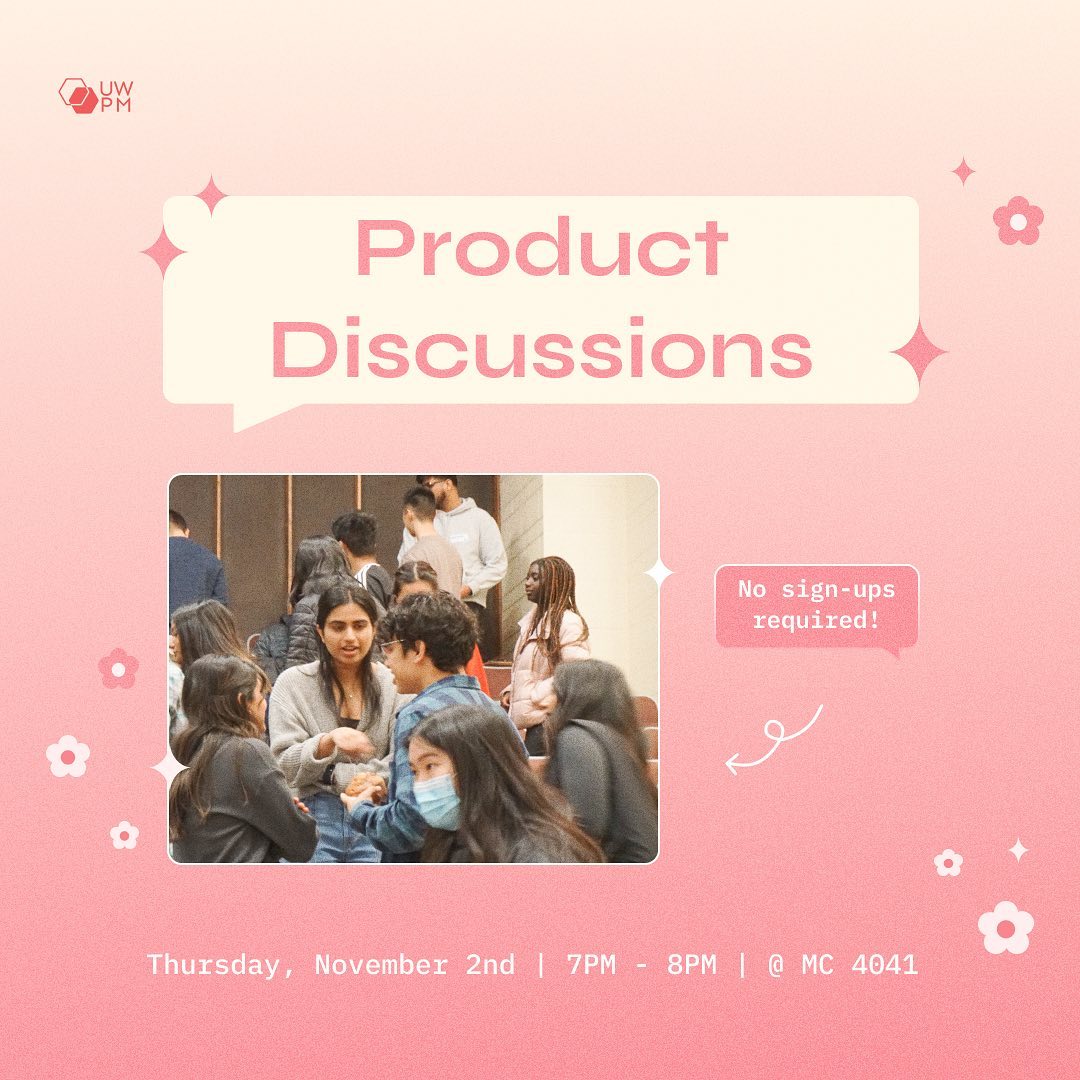 UW
PM
Product
Discussions
No sign-ups
required!
Thursday, November 2nd | 7PM - 8PM | @ MC 4041